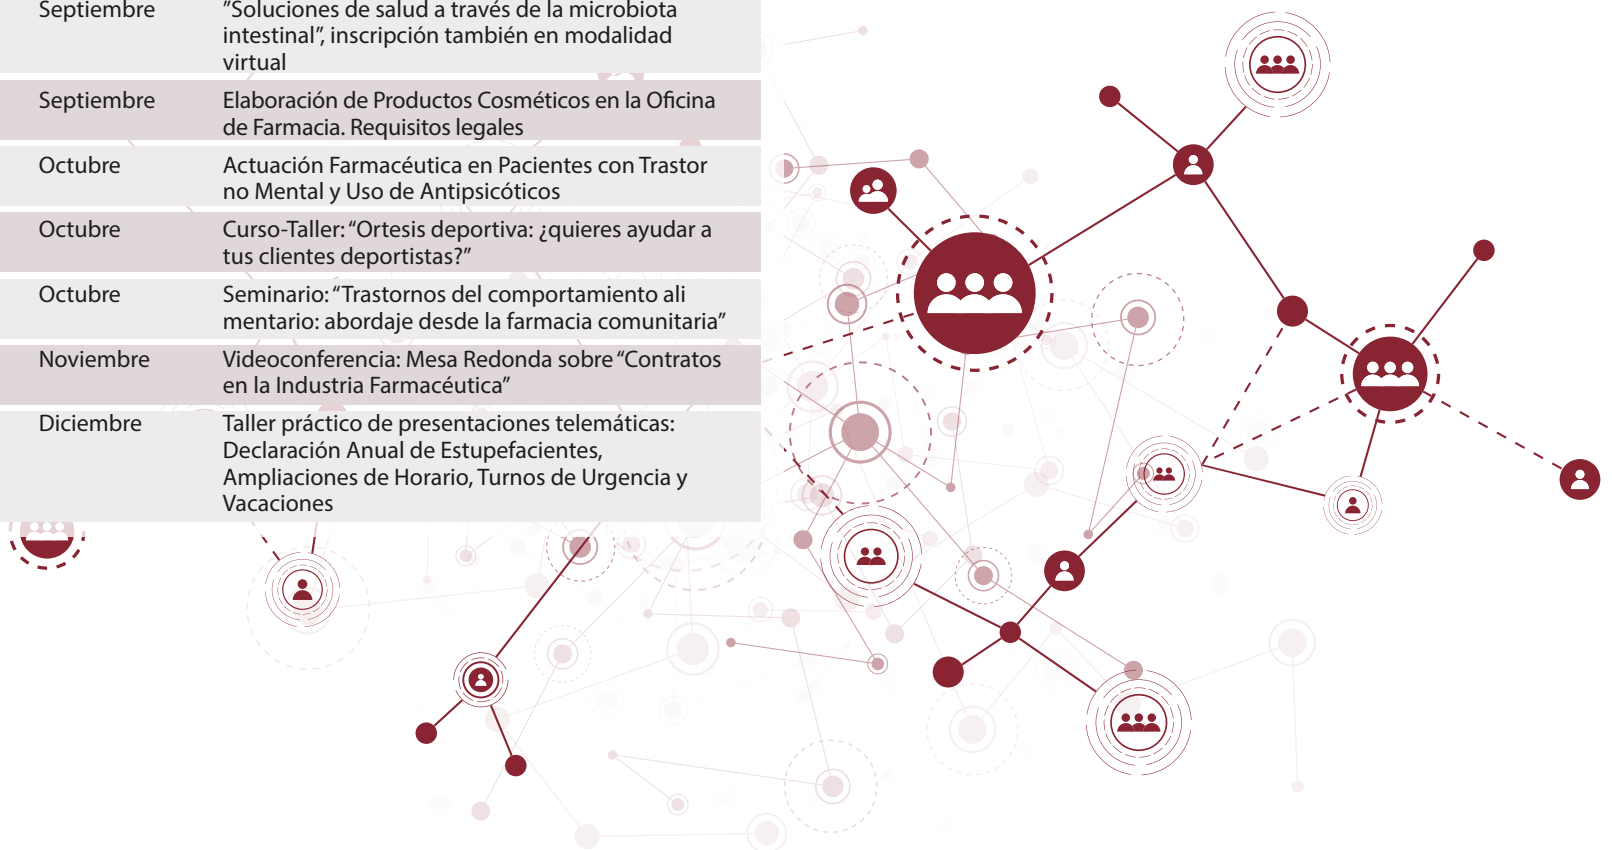 Septiembre "Soluciones de salud a través de la microbiota
intestinal", inscripción también en modalidad
virtual
Septiembre Elaboración de Productos Cosméticos en la Oficina
de Farmacia. Requisitos legales
Octubre Actuación Farmacéutica en Pacientes con Trastor
no Mental y Uso de Antipsicóticos
Octubre Curso-Taller: “Ortesis deportiva: ¿quieres ayudar a
tus clientes deportistas?”
Octubre Seminario: “Trastornos del comportamiento ali
mentario: abordaje desde la farmacia comunitaria”
Noviembre Videoconferencia: Mesa Redonda sobre “Contratos
en la Industria Farmacéutica”
Diciembre Taller práctico de presentaciones telemáticas:
Declaración Anual de Estupefacientes,
Ampliaciones de Horario, Turnos de Urgencia y
Vacaciones